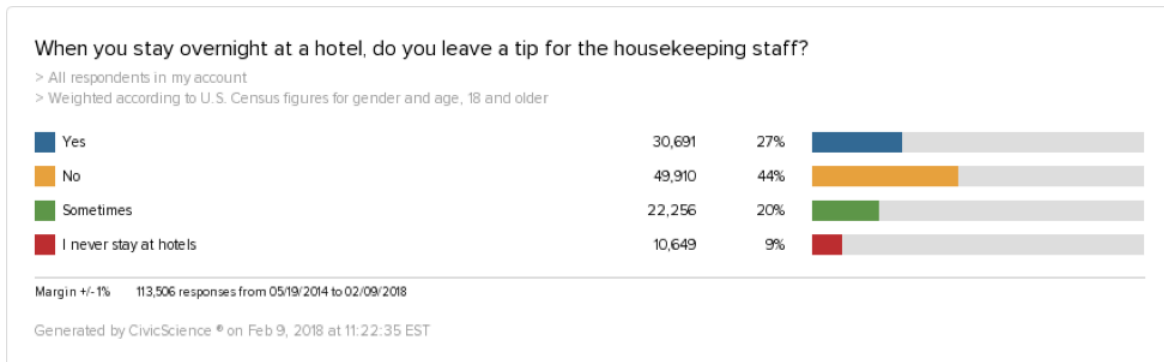 When you stay overnight at a hotel, do you leave a tip for the housekeeping staff?
> All respondents in my account
> Weighted according to U.S. Census figures for gender and age, 18 and older
Yes 30,691 27%
No 49,910 44%
Sometimes 22,256 20%
I never stay at hotels 10,649 9%
Margin +/- 1% 113,506 responses from 05/19/2014 to 02/09/2018
Generated by CivicScience ® on Feb 9, 2018 at 11:22:35 EST